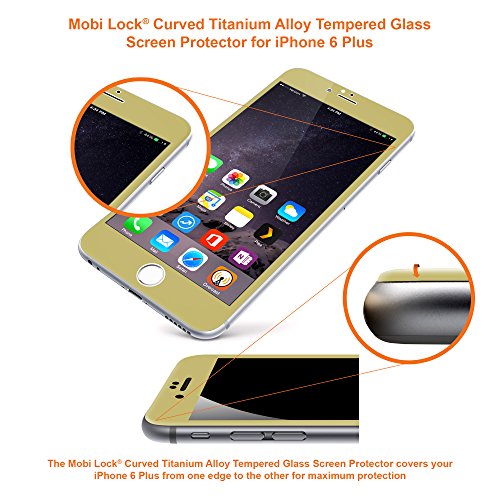 Mobi Lock® Curved Titanium Alloy Tempered Glass
Screen Protector for iPhone 6 Plus
The Mobi Lock® Curved Titanium Alloy Tempered Glass Screen Protector covers your
iPhone 6 Plus from one edge to the other for maximum protection